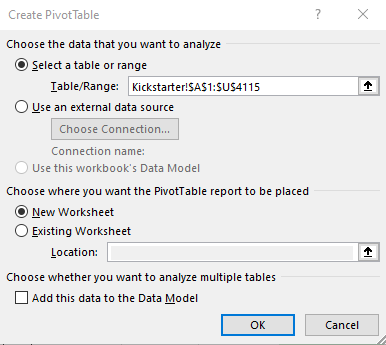 Create PivotTable ? ×
Choose the data that you want to analyze
Select a table or range
Table/Range: Kickstarter!$A$1:$U$4115
Use an external data source
Choose Connection...
Connection name:
Use this workbook's Data Model
Choose where you want the PivotTable report to be placed
New Worksheet
Existing Worksheet
Location:
Choose whether you want to analyze multiple tables
Add this data to the Data Model
OK Cancel